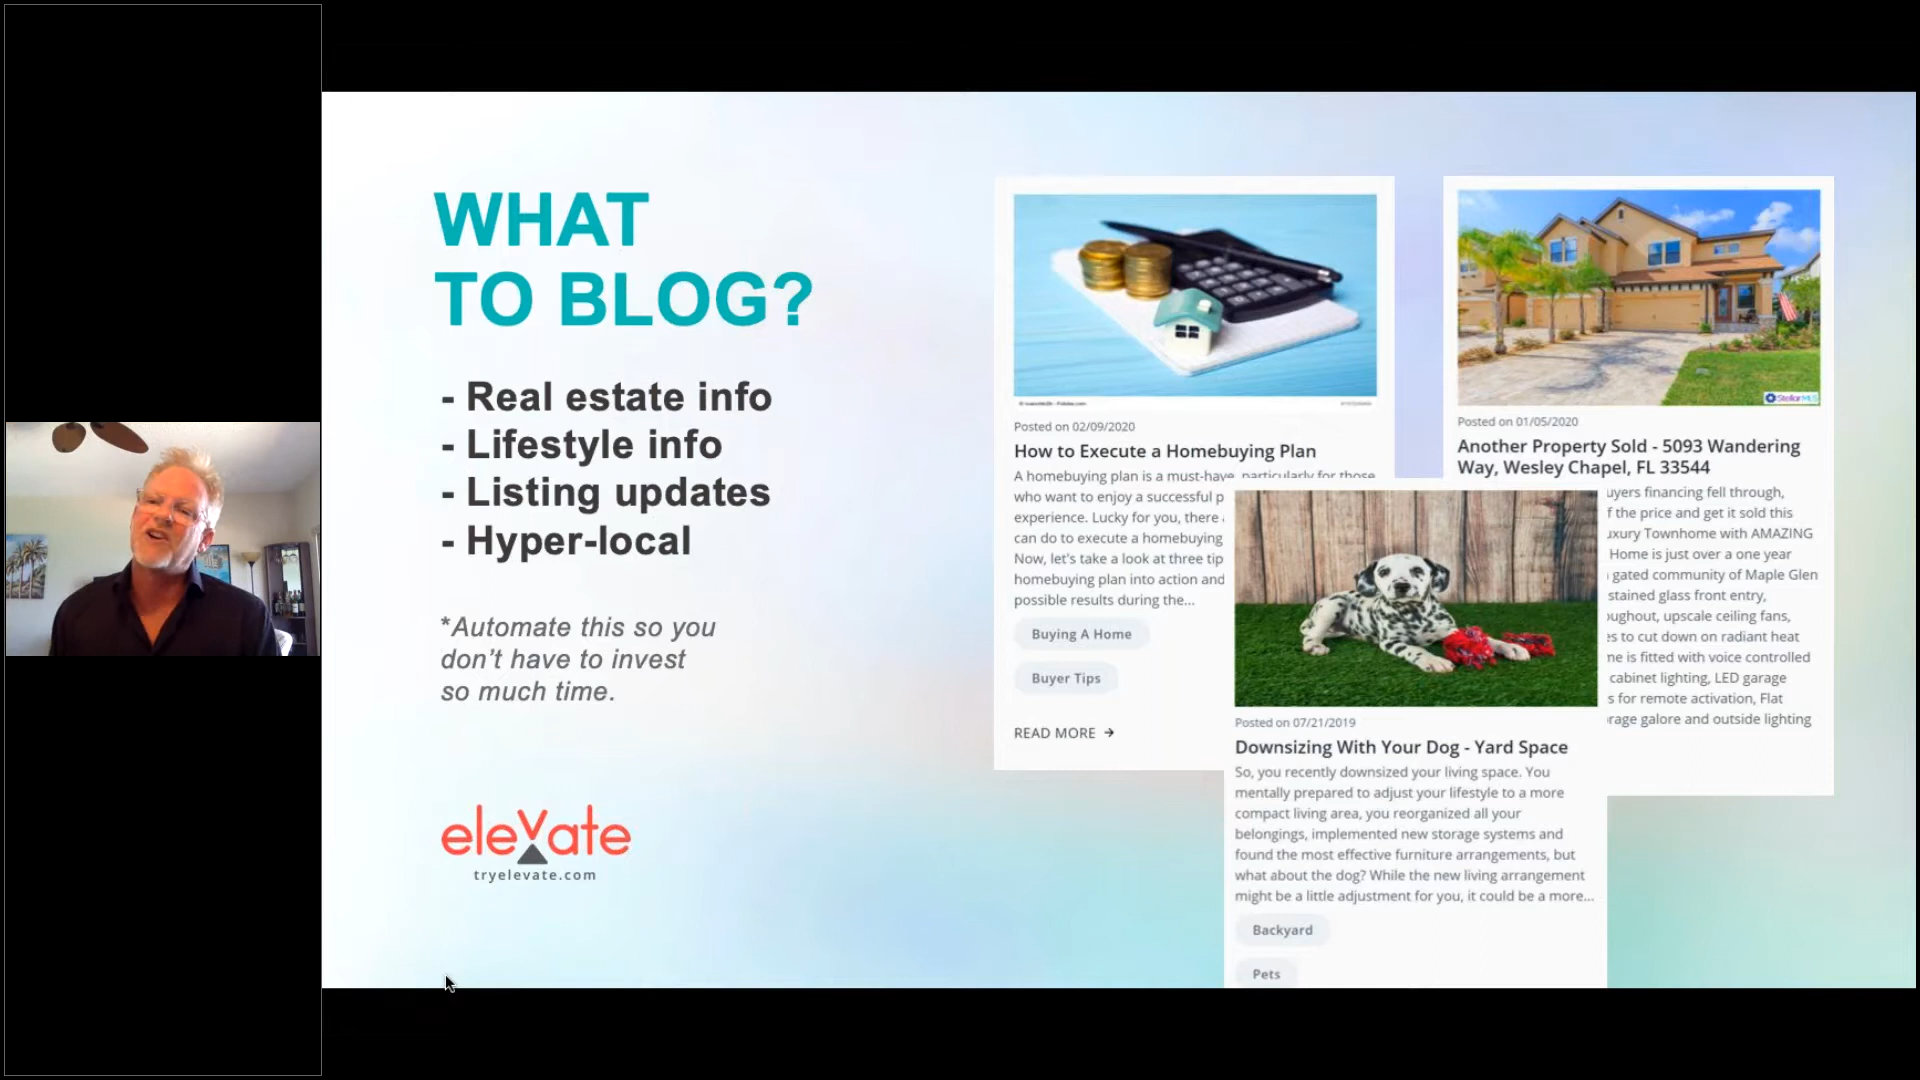 WHAT
TO BLOG?
- Real estate info
- Lifestyle info
- Listing updates
- Hyper-local
*Automate this so you
don't have to invest
so much time.
elevate
tryelevate.com
Posted on 02/09/2020
How to Execute a Homebuying Plan
A homebuying plan is a must-have, particularly for those
who want to enjoy a successful p
experience. Lucky for you, there
can do to execute a homebuying
Now, let's take a look at three tip
homebuying plan into action and
possible results during the...
Buying A Home
Buyer Tips
READ MORE →
StellarMLS
Posted on 01/05/2020
Another Property Sold - 5093 Wandering
Way, Wesley Chapel, FL 33544
uyers financing fell through,
f the price and get it sold this
uxury Townhome with AMAZING
Home is just over a one year
gated community of Maple Glen
stained glass front entry,
oughout, upscale ceiling fans,
es to cut down on radiant heat
me is fitted with voice controlled
cabinet lighting, LED garage
s for remote activation, Flat
rage galore and outside lighting
Posted on 07/21/2019
Downsizing With Your Dog - Yard Space
So, you recently downsized your living space. You
mentally prepared to adjust your lifestyle to a more
compact living area, you reorganized all your
belongings, implemented new storage systems and
found the most effective furniture arrangements, but
what about the dog? While the new living arrangement
might be a little adjustment for you, it could be a more...
Backyard
Pets